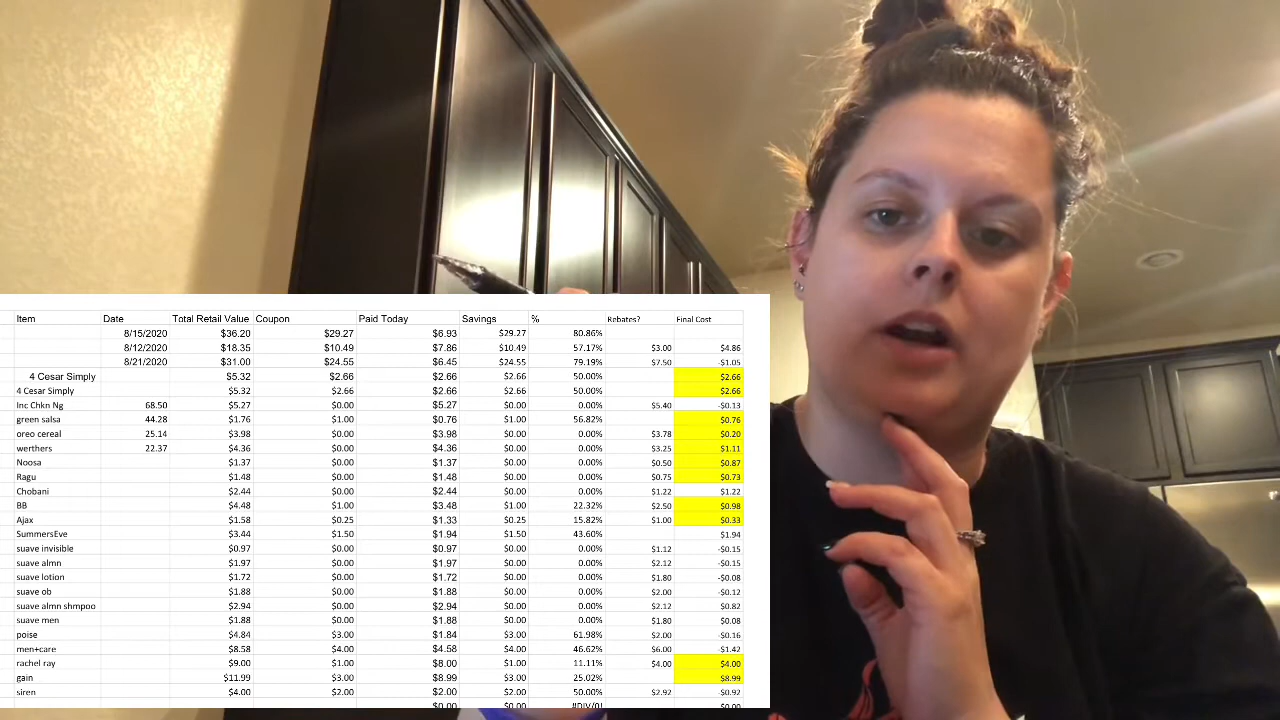 Item Date Total Retail Value Coupon Paid Today Savings % Rebates? Final Cost
8/15/2020 $36.20 $29.27 $6.93 $29.27 80.86%
8/12/2020 $18.35 $10.49 $7.86 $10.49 57.17% $3.00 $4.86
8/21/2020 $31.00 $24.55 $6.45 $24.55 79.19% $7.50 -$1.05
4 Cesar Simply $5.32 $2.66 $2.66 $2.66 50.00% $2.66
4 Cesar Simply $5.32 $2.66 $2.66 $2.66 50.00% $2.66
Inc Chkn Ng 68.50 $5.27 $0.00 $5.27 $0.00 0.00% $5.40 -$0.13
green salsa 44.28 $1.76 $1.00 $0.76 $1.00 56.82% $0.76
oreo cereal 25.14 $3.98 $0.00 $3.98 $0.00 0.00% $3.78 $0.20
werthers 22.37 $4.36 $0.00 $4.36 $0.00 0.00% $3.25 $1.11
Noosa $1.37 $0.00 $1.37 $0.00 0.00% $0.50 $0.87
Ragu $1.48 $0.00 $1.48 $0.00 0.00% $0.75 $0.73
Chobani $2.44 $0.00 $2.44 $0.00 0.00% $1.22 $1.22
BB $4.48 $1.00 $3.48 $1.00 22.32% $2.50 $0.98
Ajax $1.58 $0.25 $1.33 $0.25 15.82% $1.00 $0.33
SummersEve $3.44 $1.50 $1.94 $1.50 43.60% $1.94
suave invisible $0.97 $0.00 $0.97 $0.00 0.00% $1.12 -$0.15
suave almn $1.97 $0.00 $1.97 $0.00 0.00% $2.12 -$0.15
suave lotion $1.72 $0.00 $1.72 $0.00 0.00% $1.80 -$0.08
suave ob $1.88 $0.00 $1.88 $0.00 0.00% $2.00 -$0.12
suave almn shmpoo $2.94 $0.00 $2.94 $0.00 0.00% $2.12 $0.82
suave men $1.88 $0.00 $1.88 $0.00 0.00% $1.80 $0.08
poise $4.84 $3.00 $1.84 $3.00 61.98% $2.00 -$0.16
men+care $8.58 $4.00 $4.58 $4.00 46.62% $6.00 -$1.42
rachel ray $9.00 $1.00 $8.00 $1.00 11.11% $4.00 $4.00
gain $11.99 $3.00 $8.99 $3.00 25.02% $8.99
siren $4.00 $2.00 $2.00 $2.00 50.00% $2.92 -$0.92
$0.00 $0.00 #DIV/0! $0.00